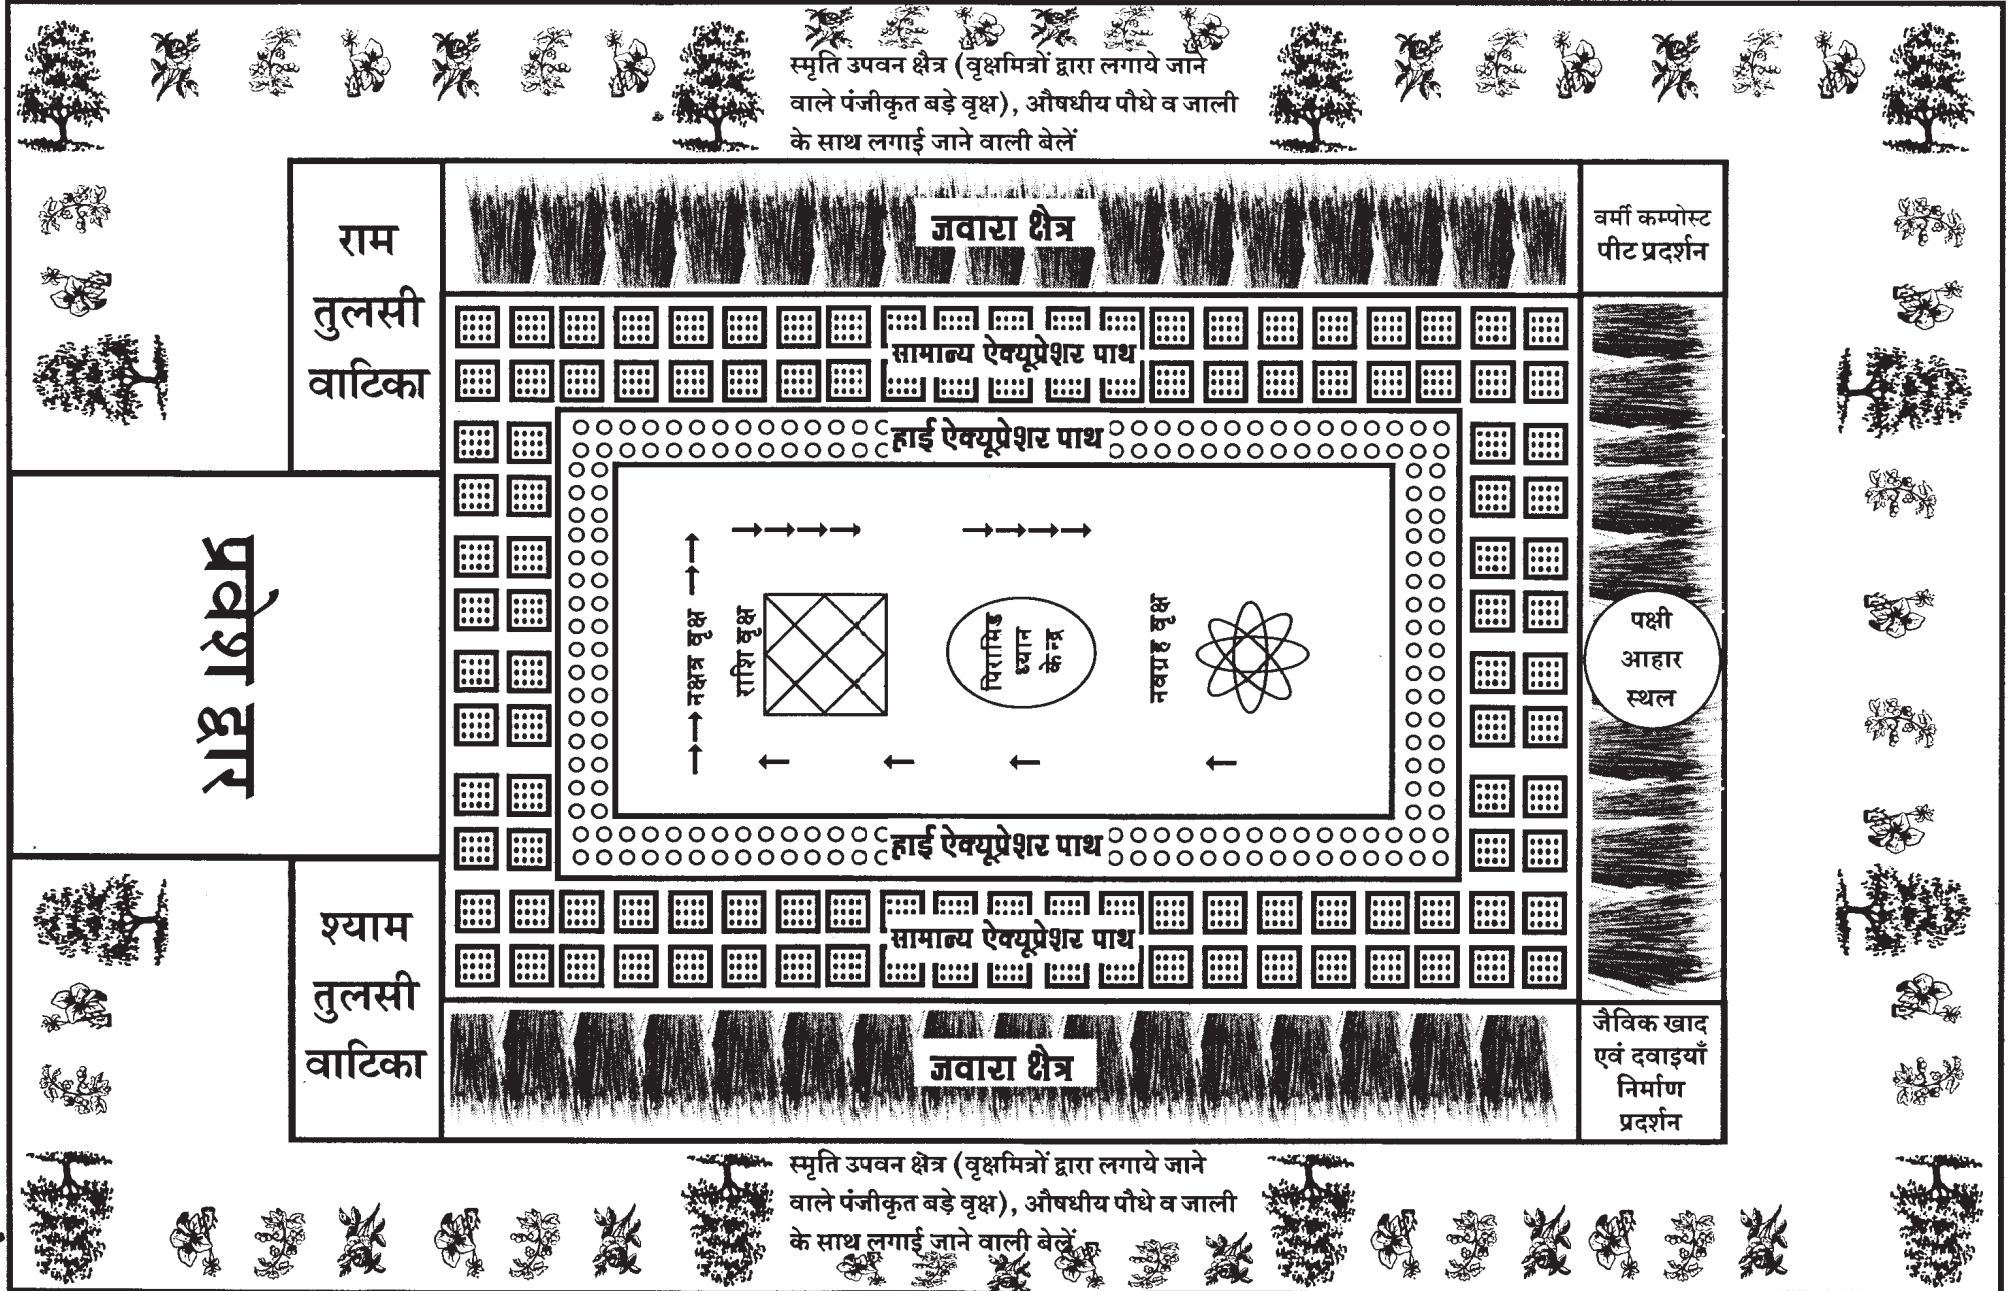 स्मृति उपवन क्षैत्र (वृक्षमित्रों द्वारा लगाये जाने
वाले पंजीकृत बड़े वृक्ष), औषधीय पौधे व जाली
के साथ लगाई जाने वाली बेलें
राम
तुलसी
वाटिका
जवारा क्षैत्र
वर्मी कम्पोस्ट
पीट प्रदर्शन
सामान्य ऐक्यूप्रेशर पाथ
हाई ऐक्यूप्रेशर पाथ
प्रवेश द्वार
नक्षत्र वृक्ष
राशि वृक्ष
पिरामिड
ध्यान
केन्द्र
नवग्रह वृक्ष
पक्षी
आहार
स्थल
हाई ऐक्यूप्रेशर पाथ
सामान्य ऐक्यूप्रेशर पाथ
श्याम
तुलसी
वाटिका
जवारा क्षैत्र
जैविक खाद
एवं दवाइयाँ
निर्माण
प्रदर्शन
स्मृति उपवन क्षैत्र (वृक्षमित्रों द्वारा लगाये जाने
वाले पंजीकृत बड़े वृक्ष), औषधीय पौधे व जाली
के साथ लगाई जाने वाली बेलें